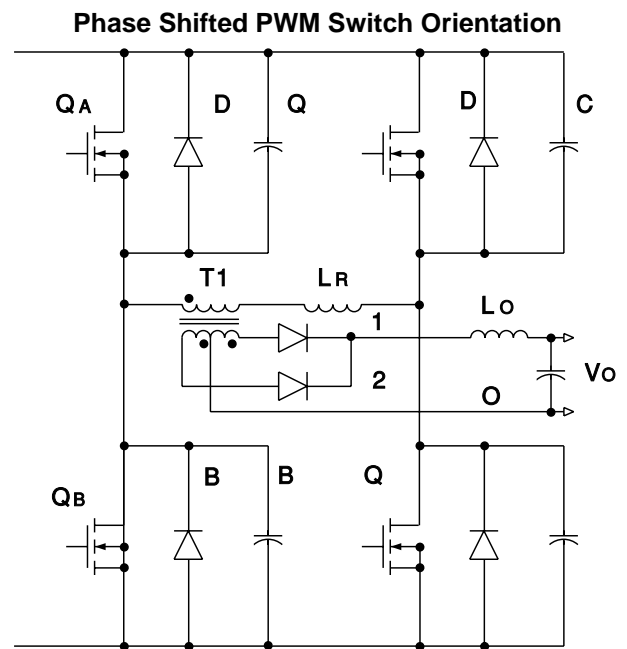 Phase Shifted PWM Switch Orientation
QA D Q D C
T1 LR
1 LO
2 O VO
QB B B Q